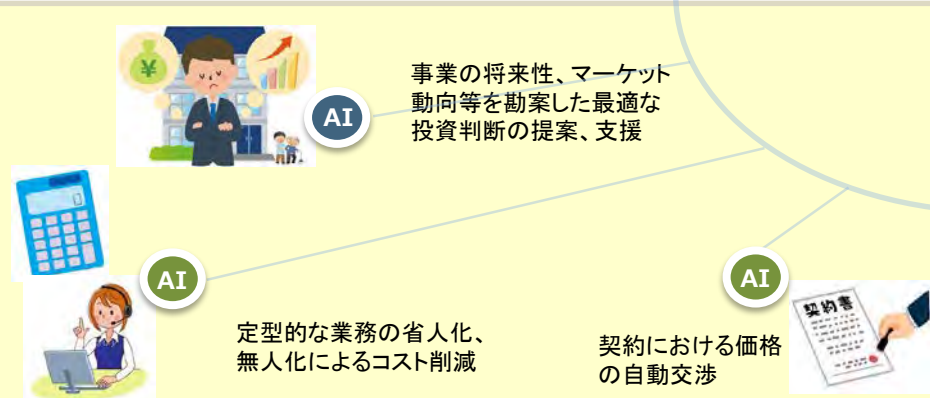 ¥
AI
事業の将来性、マーケット
動向等を勘案した最適な
投資判断の提案、支援
0
AI
定型的な業務の省人化、
無人化によるコスト削減
AI
契約における価格
の自動交渉
契約書